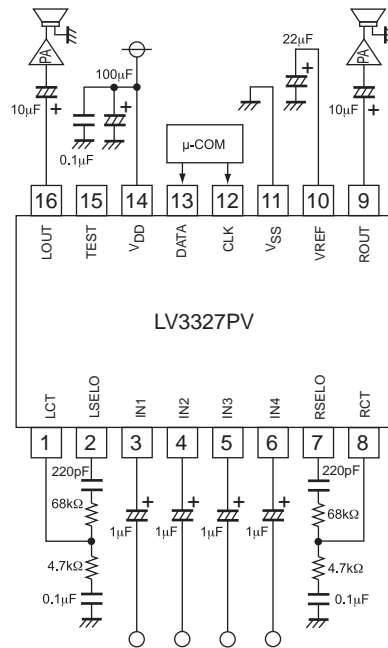 PA
PA
100µF
22µF
10µF
+
+
+
10µF
+
0.1µF
µ-COM
16 15 14 13 12 11 10 9
LOUT TEST VDD DATA CLK VSS VREF ROUT
LV3327PV
LCT LSELO IN1 IN2 IN3 IN4 RSELO RCT
1 2 3 4 5 6 7 8
220pF
+
+
+
+
220pF
68kΩ
1µF
1µF
1µF
1µF
68kΩ
4.7kΩ
4.7kΩ
0.1µF
0.1µF